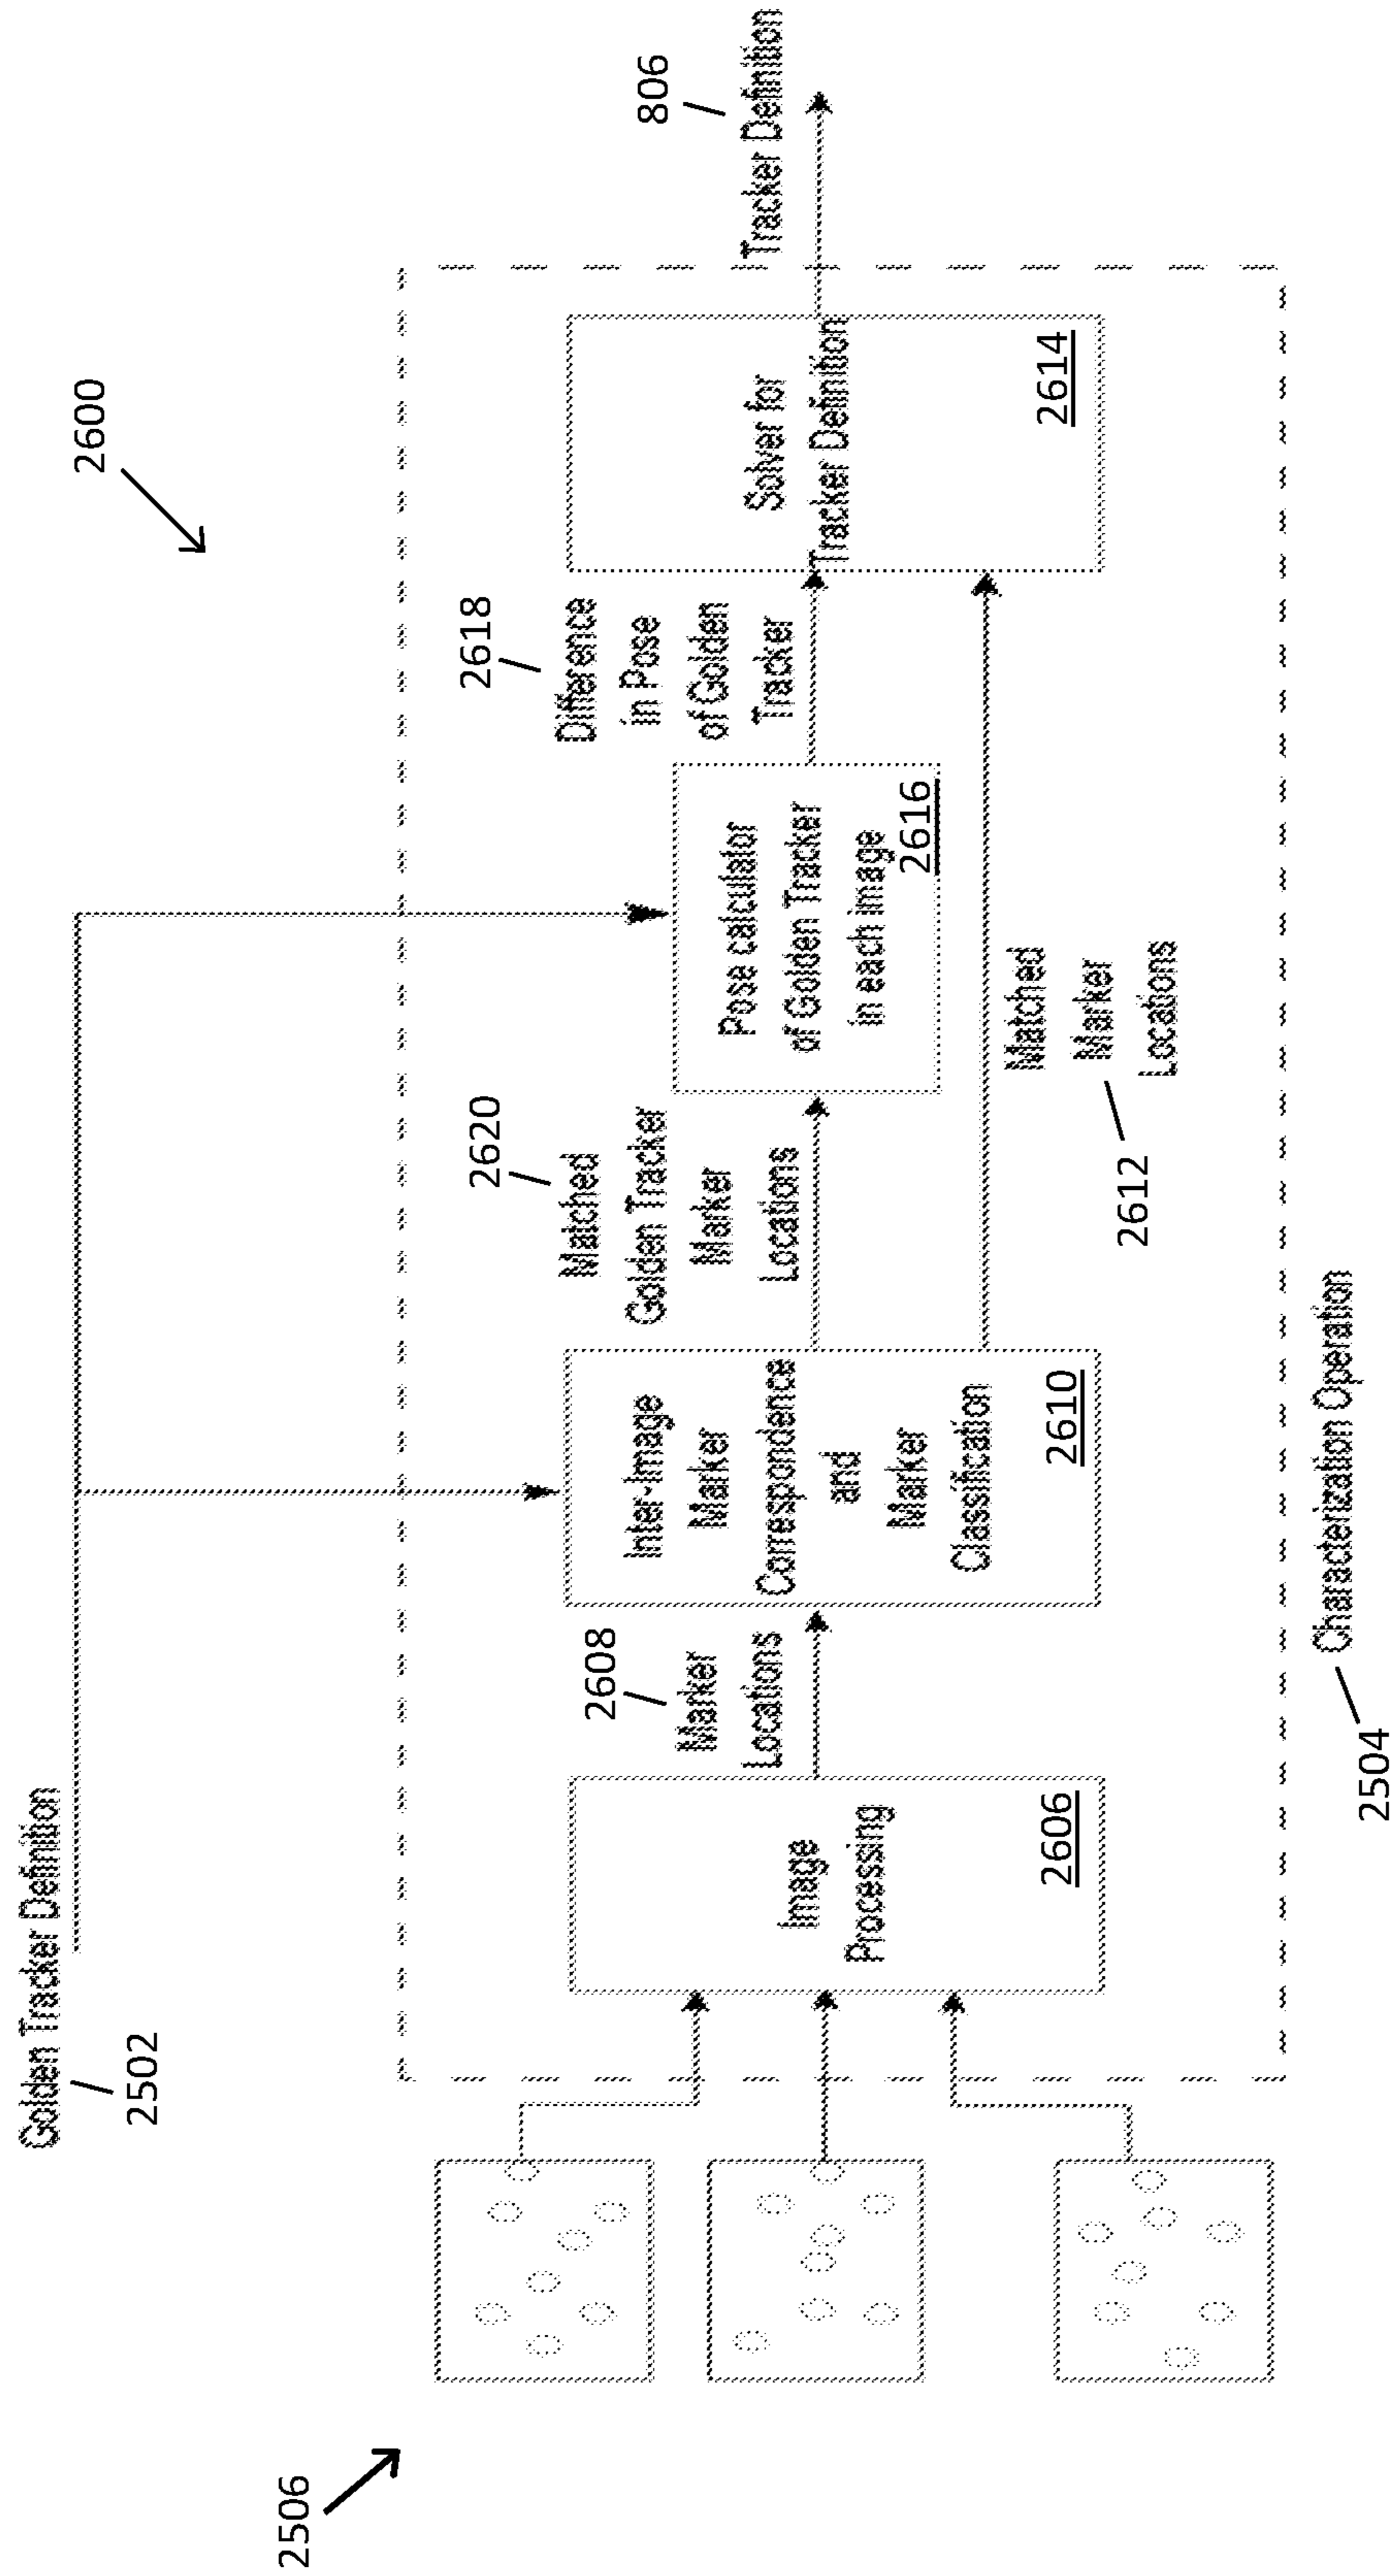 2600
Golden Tracker Definition
2502
2506
Image
Processing
2606
2608
Marker
Locations
Inter-Image
Marker
Correspondence
and
Marker
Classification
2610
2620
Matched
Golden Tracker
Marker
Locations
Pose calculator
of Golden Tracker
in each image
2616
2618
Difference
in Pose
of Golden
Tracker
Matched
Marker
Locations
2612
Solver for
Tracker Definition
2614
806
Tracker Definition
Characterization Operation
2504